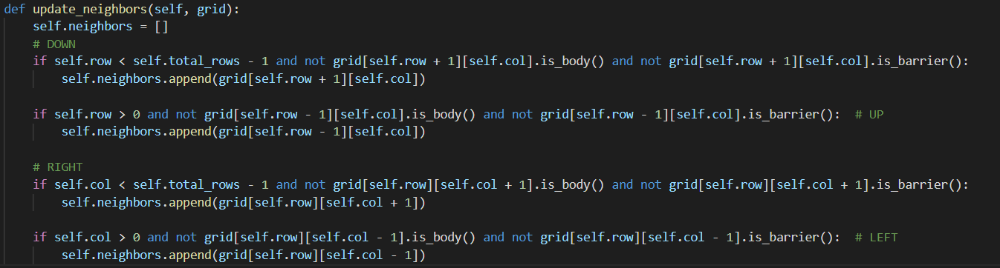 def update_neighbors(self, grid):
    self.neighbors = []
    # DOWN
    if self.row < self.total_rows - 1 and not grid[self.row + 1][self.col].is_body() and not grid[self.row + 1][self.col].is_barrier():
        self.neighbors.append(grid[self.row + 1][self.col])
    if self.row > 0 and not grid[self.row - 1][self.col].is_body() and not grid[self.row - 1][self.col].is_barrier():  # UP
        self.neighbors.append(grid[self.row - 1][self.col])
    # RIGHT
    if self.col < self.total_rows - 1 and not grid[self.row][self.col + 1].is_body() and not grid[self.row][self.col + 1].is_barrier():
        self.neighbors.append(grid[self.row][self.col + 1])
    if self.col > 0 and not grid[self.row][self.col - 1].is_body() and not grid[self.row][self.col - 1].is_barrier():  # LEFT
        self.neighbors.append(grid[self.row][self.col - 1])